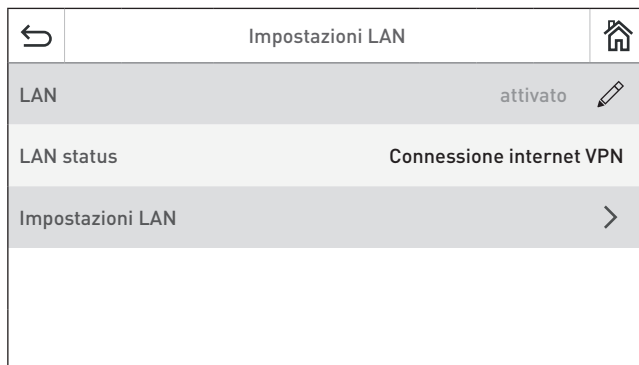 Impostazioni LAN
LAN attivato
LAN status Connessione internet VPN
Impostazioni LAN